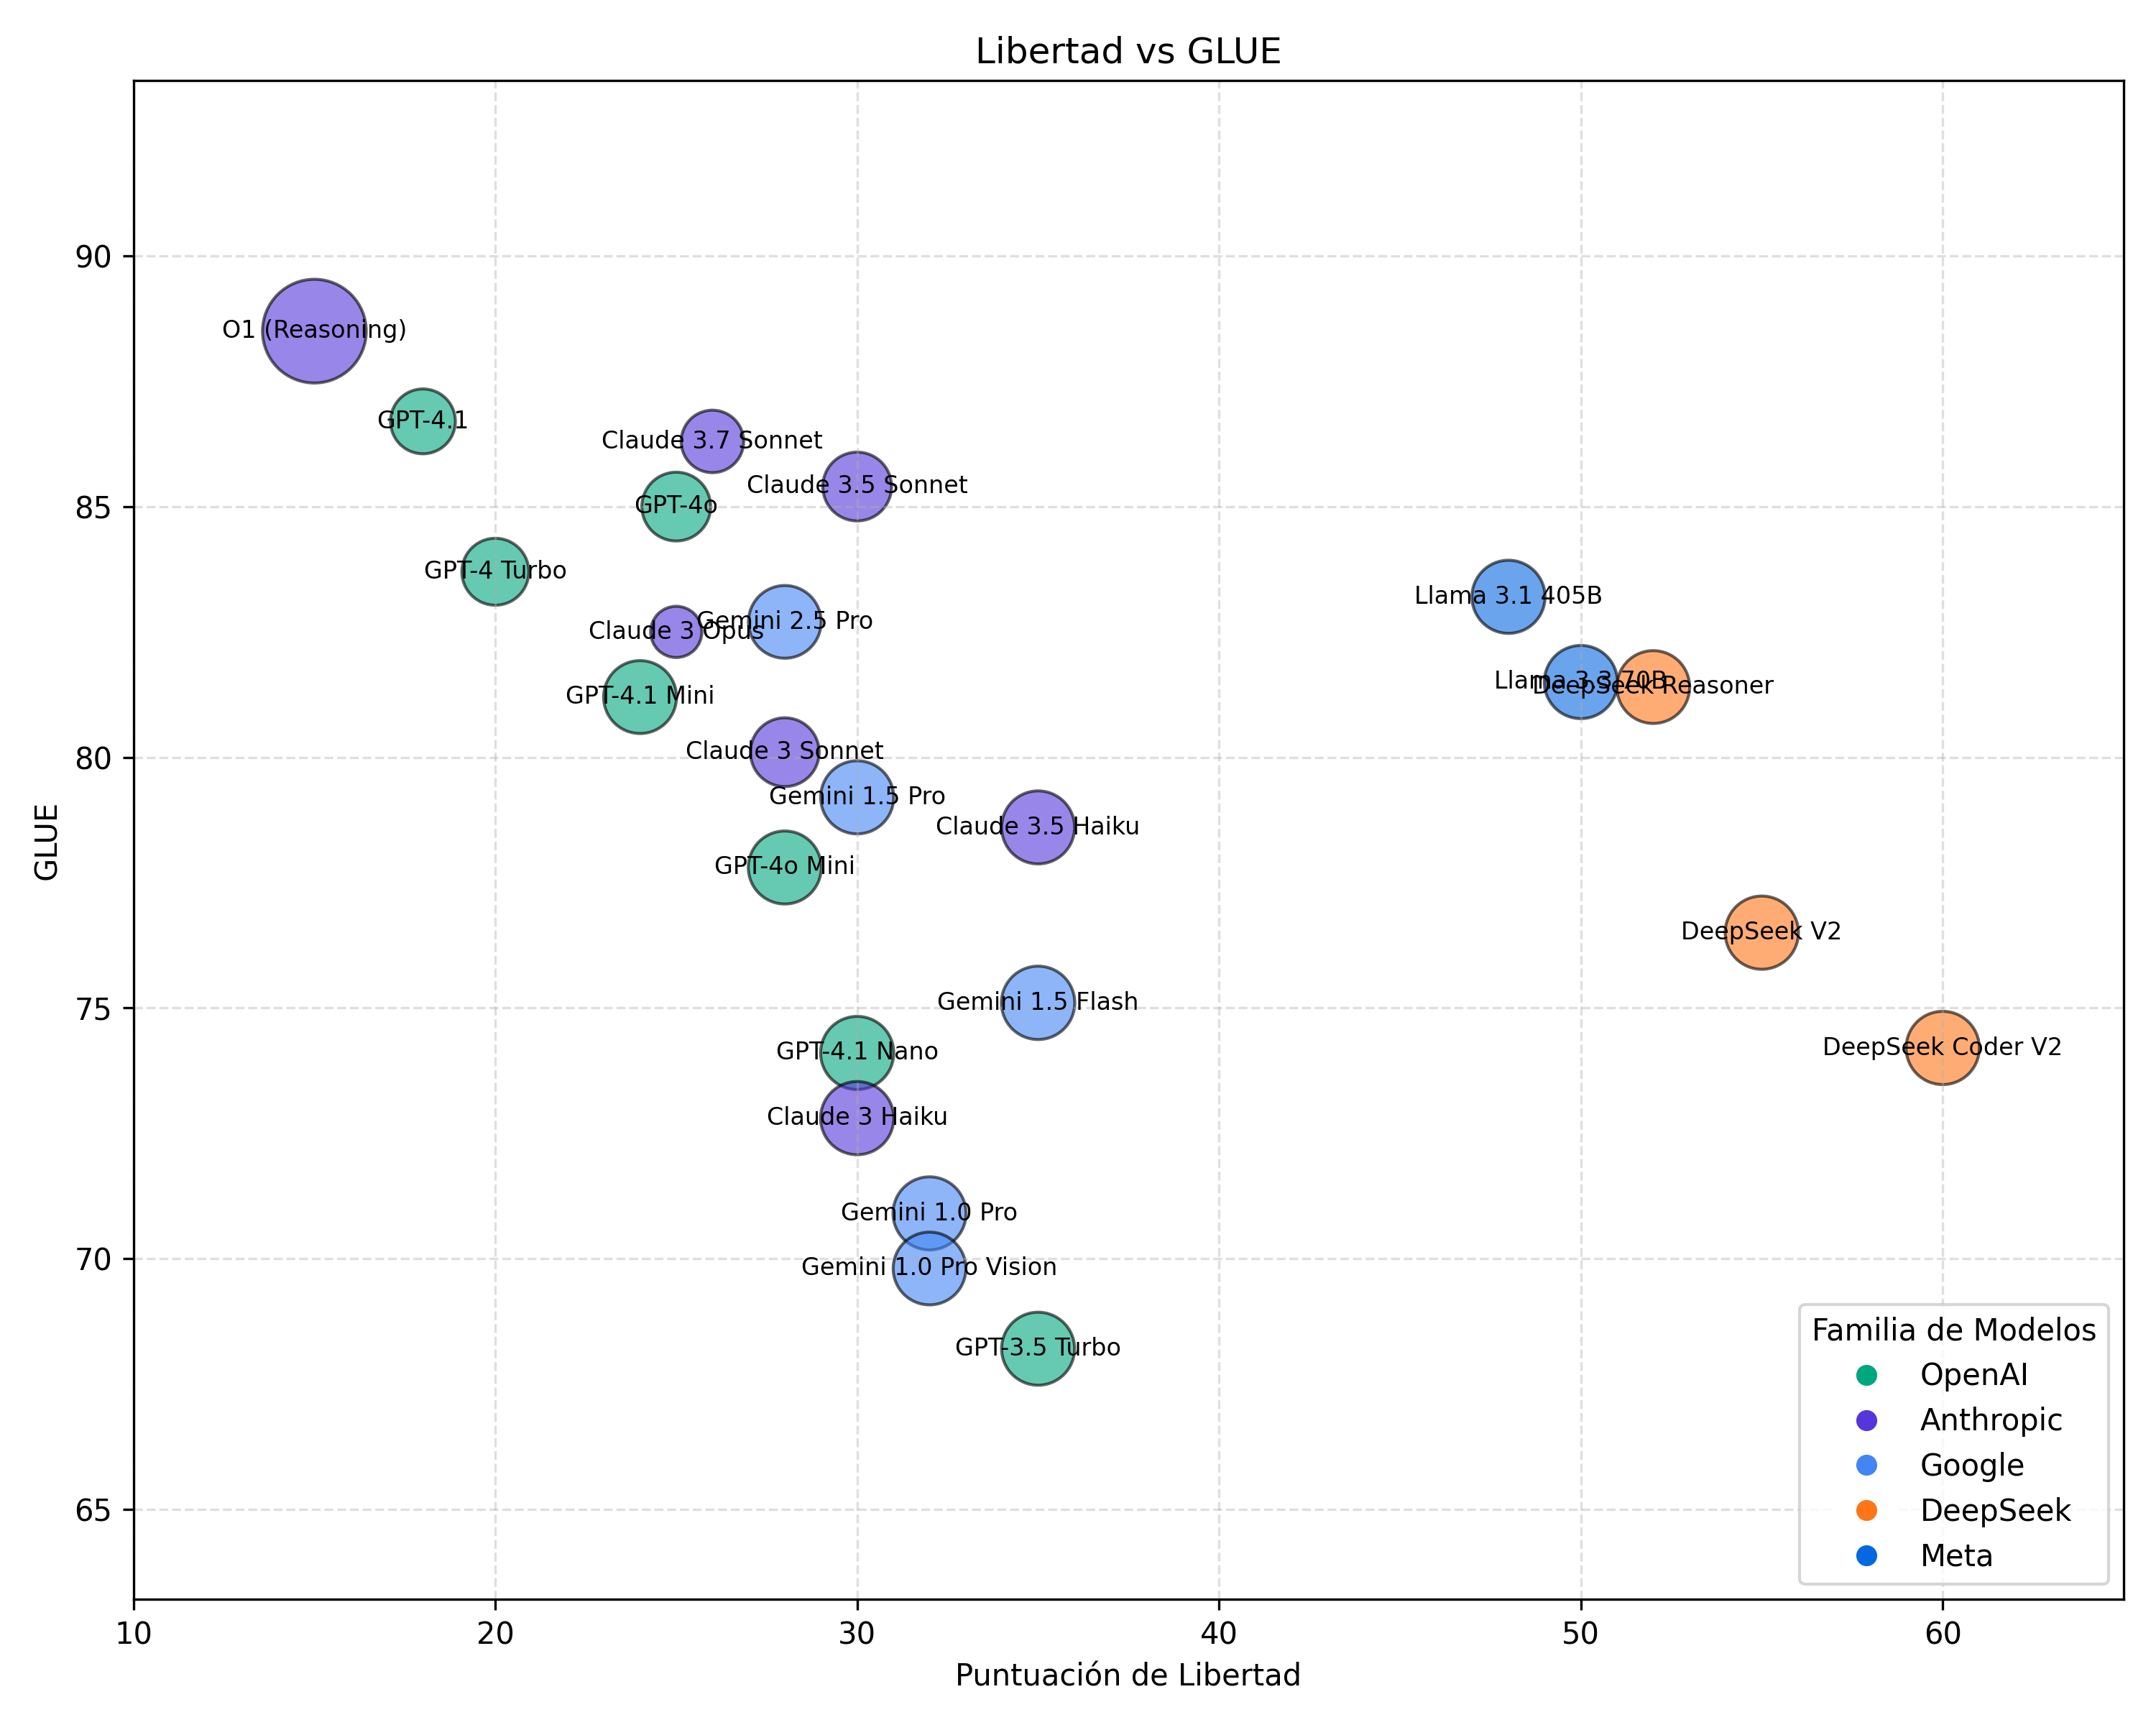 Libertad vs GLUE
90
O1 (Reasoning)
GPT-4.1
Claude 3.7 Sonnet
Claude 3.5 Sonnet
GPT-4o
85
GPT-4 Turbo
Llama 3.1 405B
Gemini 2.5 Pro
Claude 3 Opus
GPT-4.1 Mini
Llama 3.3 70B
DeepSeek Reasoner
80
Claude 3 Sonnet
Gemini 1.5 Pro
Claude 3.5 Haiku
GPT-4o Mini
DeepSeek V2
GLUE
75
Gemini 1.5 Flash
GPT-4.1 Nano
DeepSeek Coder V2
Claude 3 Haiku
Gemini 1.0 Pro
70
Gemini 1.0 Pro Vision
GPT-3.5 Turbo
65
Familia de Modelos
OpenAI
Anthropic
Google
DeepSeek
Meta
10 20 30 40 50 60
Puntuación de Libertad